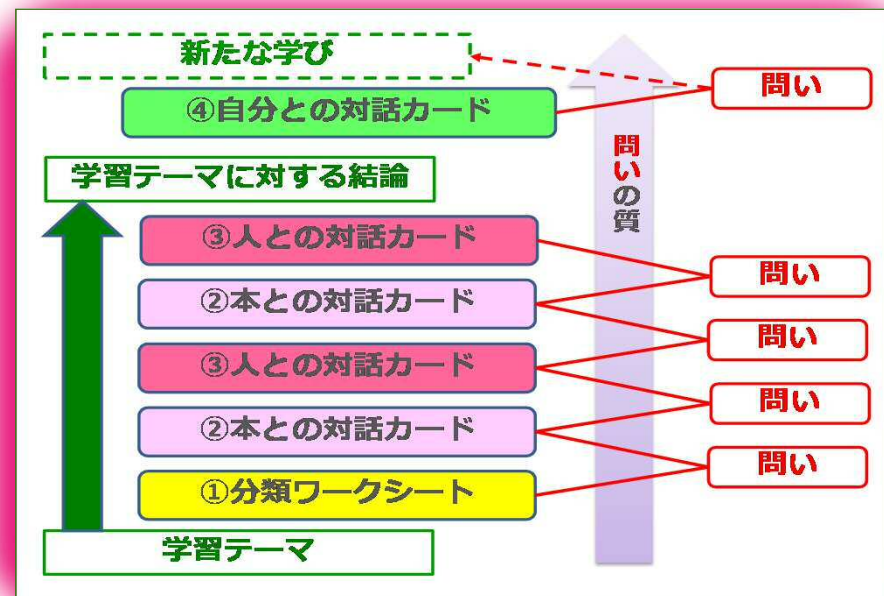 新たな学び
問い
④自分との対話カード
学習テーマに対する結論
問いの質
③人との対話カード
問い
②本との対話カード
問い
③人との対話カード
問い
②本との対話カード
問い
①分類ワークシート
学習テーマ